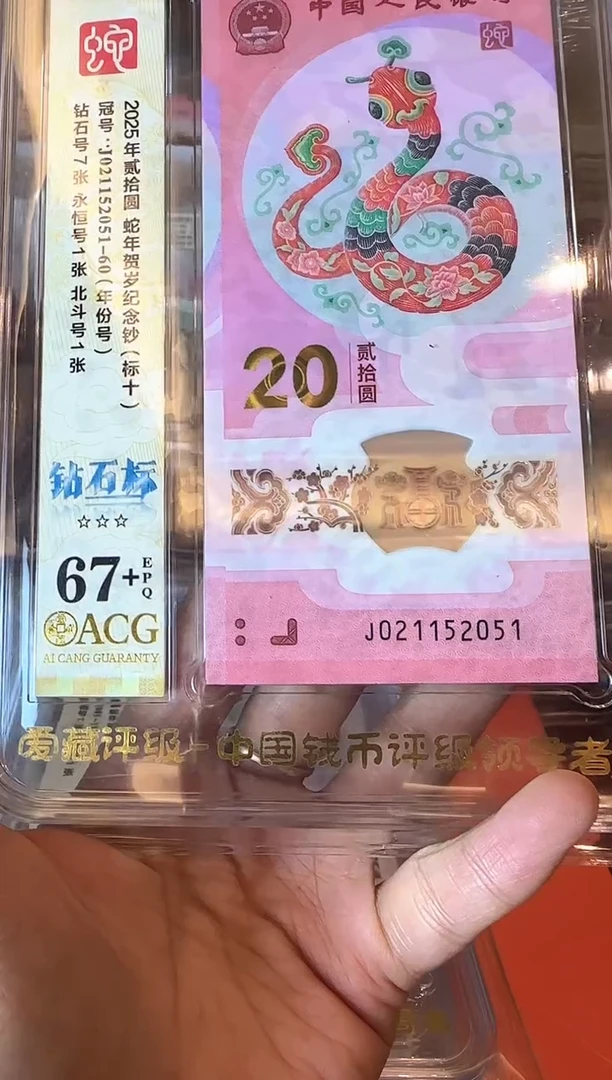 中国人民银行
蛇
蛇
2025年贰拾圆 蛇年贺岁纪念钞（标十）
冠号：J021152051-60（年份号）
钻石号7张 永恒号1张 北斗号1张
20
贰拾圆
福
钻石标
☆☆☆
67+
EPQ
ACG
AI CANG GUARANTY
J021152051
爱藏评级-中国钱币评级领导者